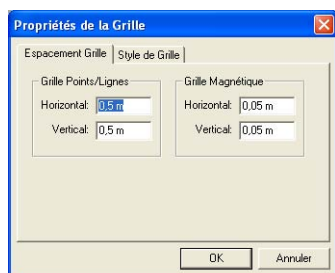 Propriétés de la Grille
Espacement Grille Style de Grille
Grille Points/Lignes
Horizontal: 0,5 m
Vertical: 0,5 m
Grille Magnétique
Horizontal: 0,05 m
Vertical: 0,05 m
OK Annuler